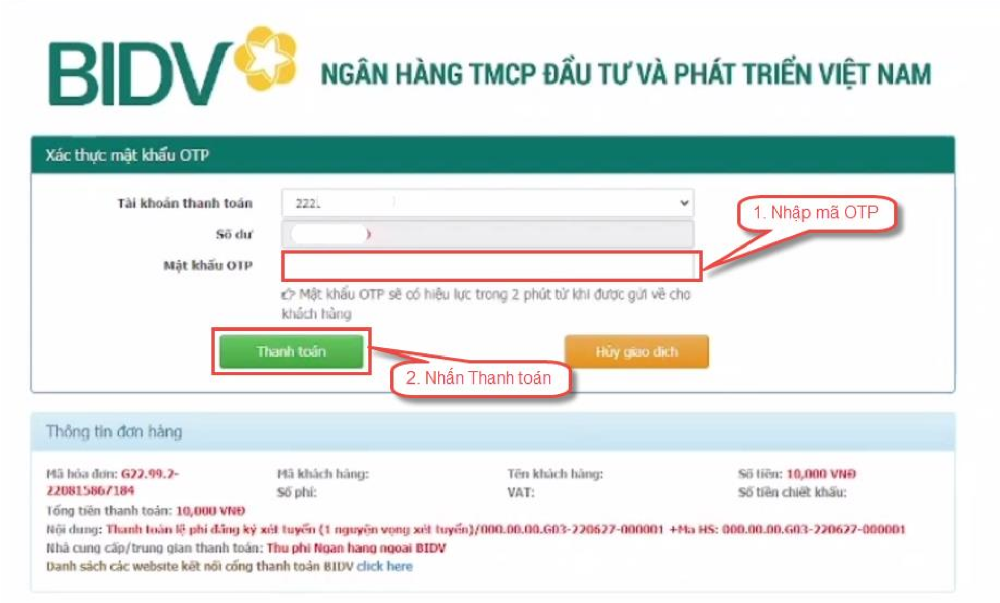 BIDV NGÂN HÀNG TMCP ĐẦU TƯ VÀ PHÁT TRIỂN VIỆT NAM
Xác thực mật khẩu OTP
Tài khoản thanh toán 222
1. Nhập mã OTP
Số dư
Mật khẩu OTP
Mật khẩu OTP sẽ có hiệu lực trong 2 phút từ khi được gửi về cho
khách hàng
Thanh toán Hủy giao dịch
2. Nhấn Thanh toán
Thông tin đơn hàng
Mã hóa đơn: G22.99.2- Mã khách hàng: Tên khách hàng: Số tiền: 10,000 VNĐ
220815867184 Số phí: VAT: Số tiền chiết khấu:
Tổng tiền thanh toán: 10,000 VNĐ
Nội dung: Thanh toán lệ phí đăng ký xét tuyển (1 nguyện vọng xét tuyển)/000.00.00.G03-220627-000001 +Ma HS: 000.00.00.G03-220627-000001
Nhà cung cấp/trung gian thanh toán: Thu phi Ngan hang ngoai BIDV
Danh sách các website kết nối cổng thanh toán BIDV click here